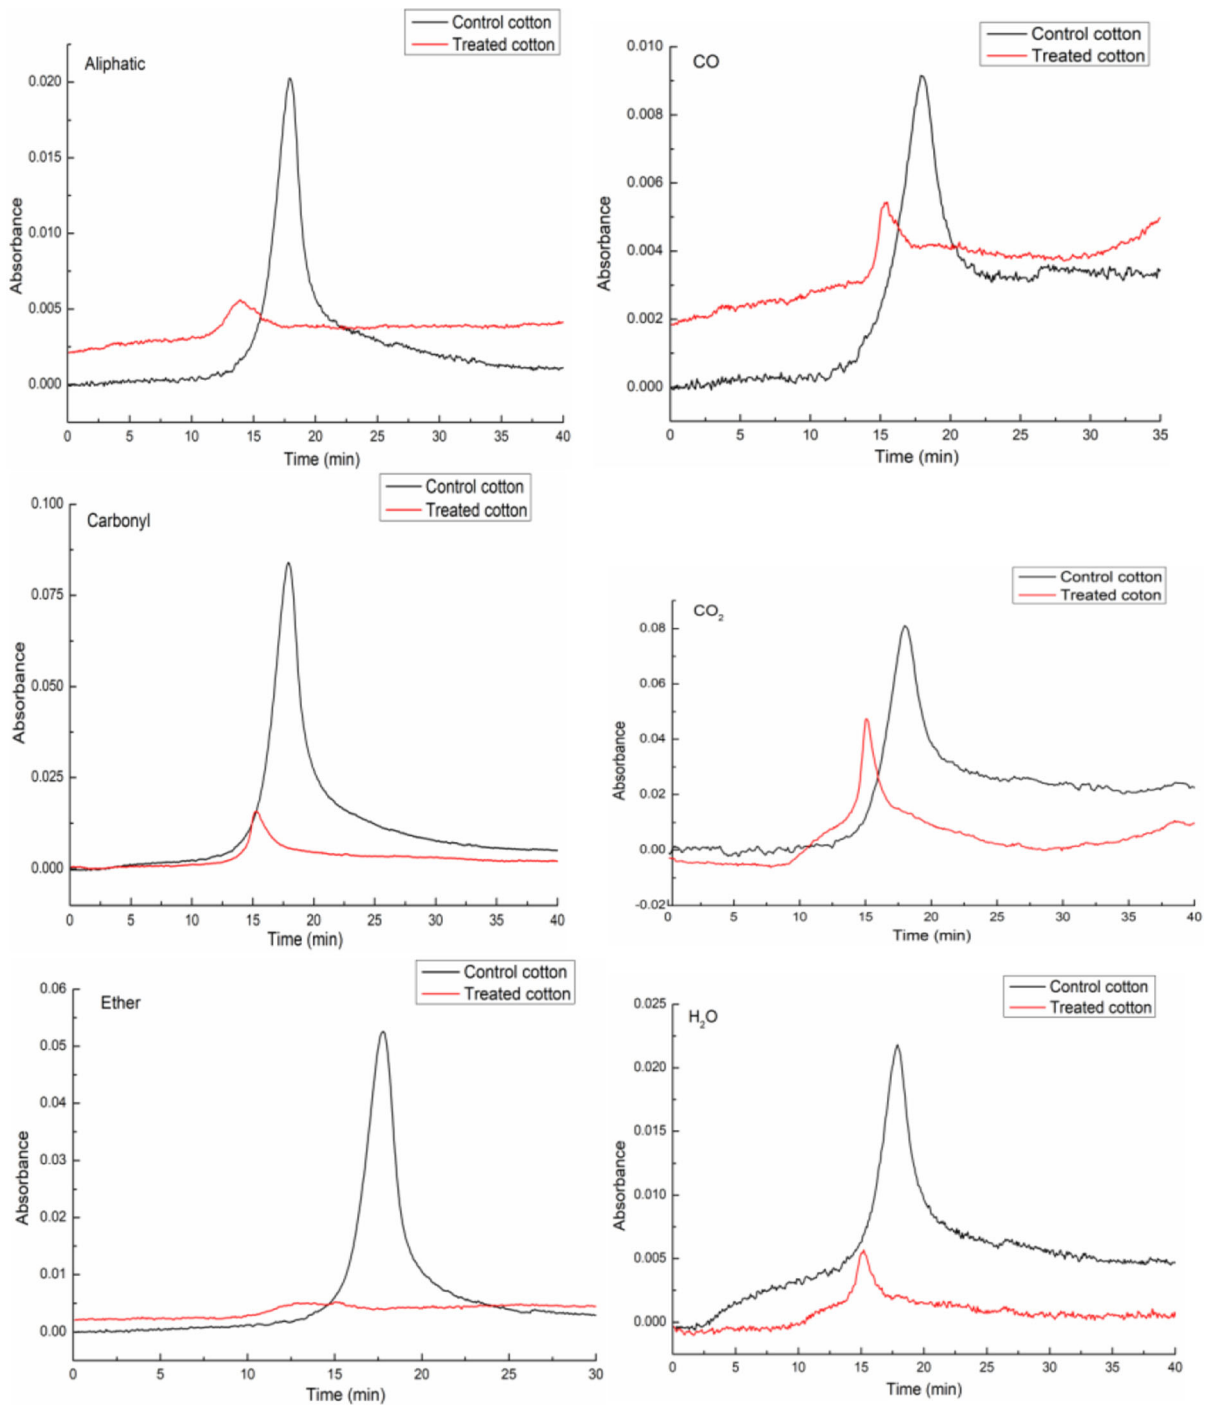 Control cotton
Treated cotton
Aliphatic
0.020
0.015
0.010
0.005
0.000
Absorbance
0 5 10 15 20 25 30 35 40
Time (min)
Control cotton
Treated cotton
CO
0.010
0.008
0.006
0.004
0.002
0.000
Absorbance
0 5 10 15 20 25 30 35
Time (min)
Control cotton
Treated cotton
Carbonyl
0.100
0.075
0.050
0.025
0.000
Absorbance
0 5 10 15 20 25 30 35 40
Time (min)
Control cotton
Treated coton
CO₂
0.08
0.06
0.04
0.02
0.00
-0.02
Absorbance
0 5 10 15 20 25 30 35 40
Time (min)
Control cotton
Treated cotton
Ether
0.06
0.05
0.04
0.03
0.02
0.01
0.00
Absorbance
0 5 10 15 20 25 30
Time (min)
Control cotton
Treated cotton
H₂O
0.025
0.020
0.015
0.010
0.005
0.000
Absorbance
0 5 10 15 20 25 30 35 40
Time (min)